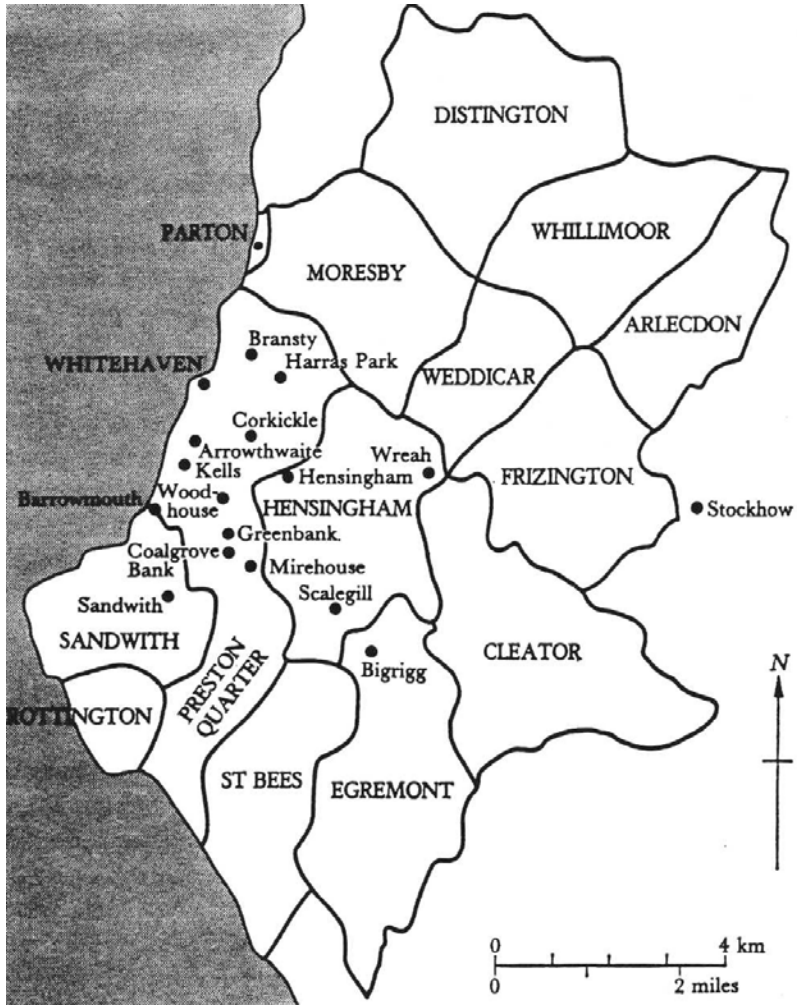 DISTINGTON
PARTON
WHILLIMOOR
MORESBY
ARLECDON
Bransty
WHITEHAVEN
Harras Park
WEDDICAR
Corkickle
Arrowthwaite
Kells
Wreah
Hensingham
FRIZINGTON
Barrowmouth
Wood-
house
HENSINGHAM
Stockhow
Greenbank
Coalgrove
Bank
Mirehouse
Scalegill
Sandwith
SANDWITH
CLEATOR
Bigrigg
N
PRESTON
QUARTER
ROTTINGTON
ST BEES
EGREMONT
0 4 km
0 2 miles